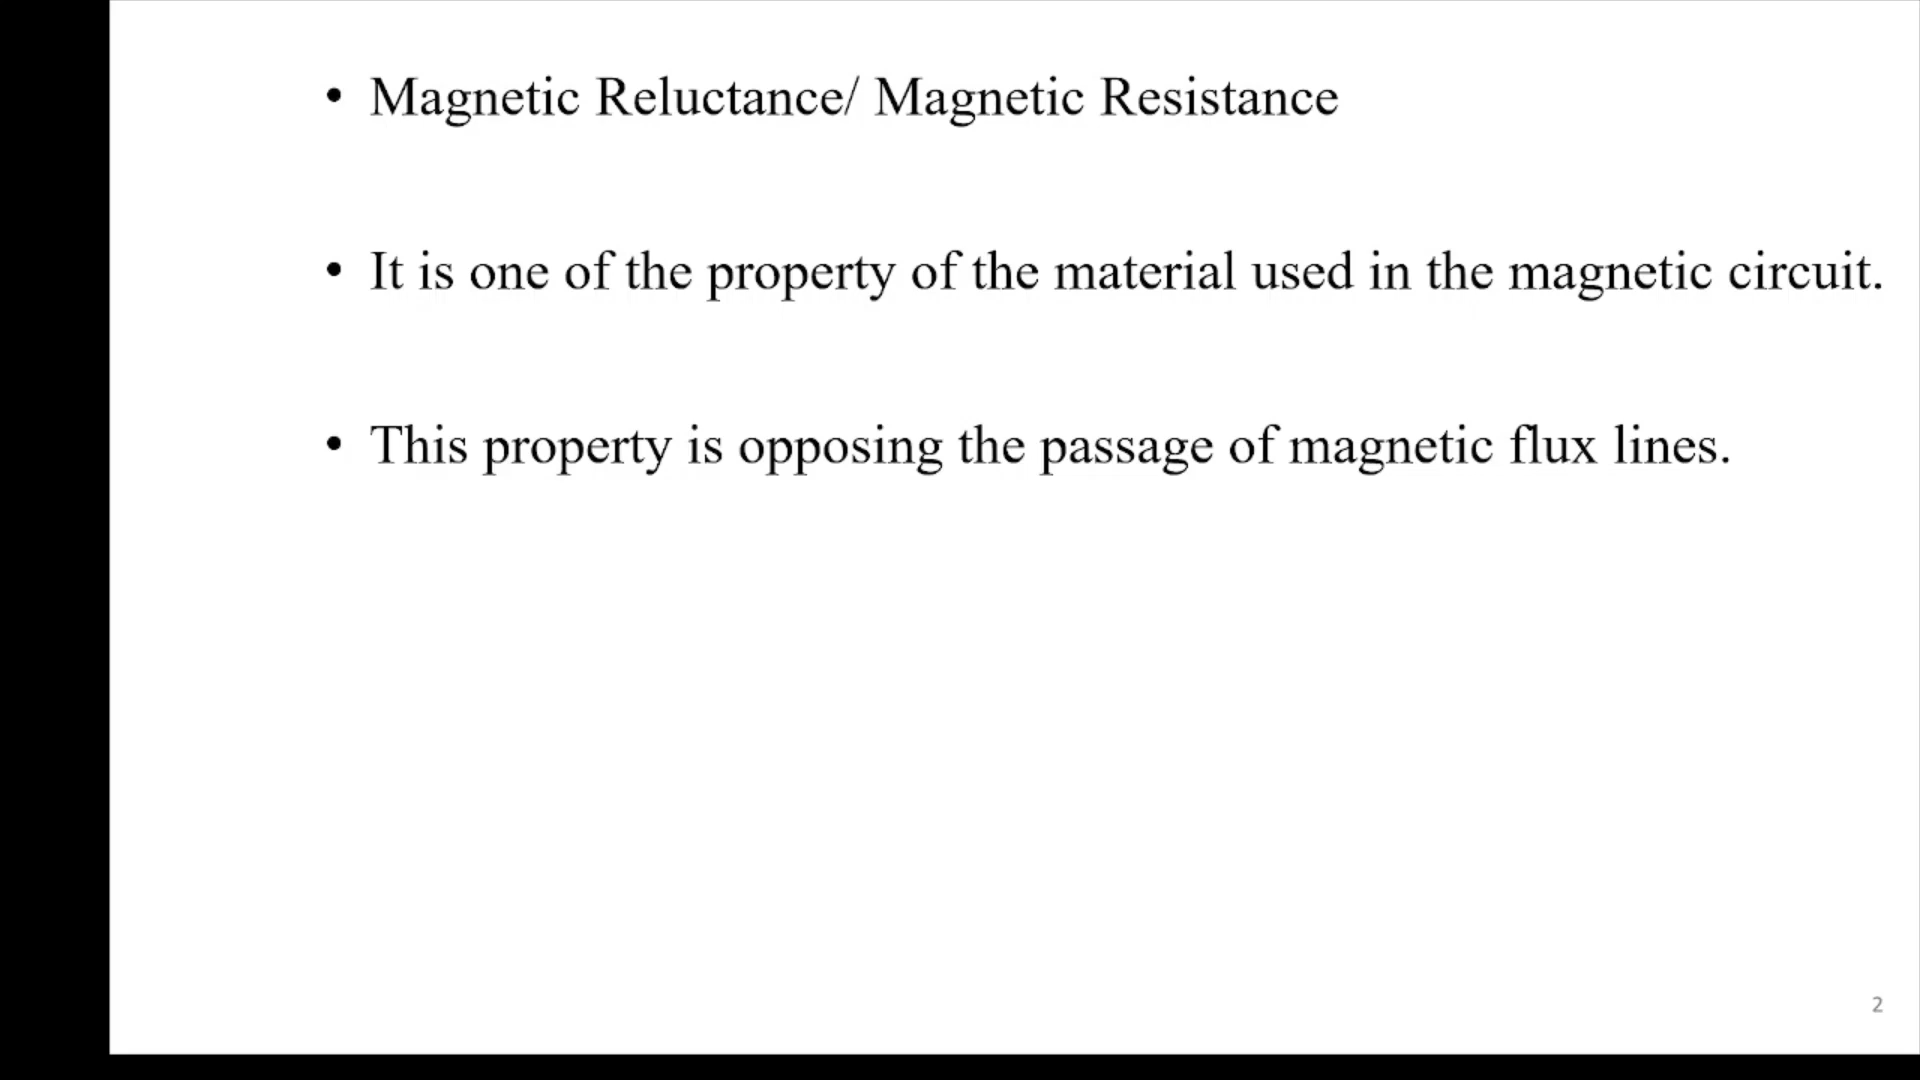 • Magnetic Reluctance/ Magnetic Resistance
• It is one of the property of the material used in the magnetic circuit.
• This property is opposing the passage of magnetic flux lines.
2